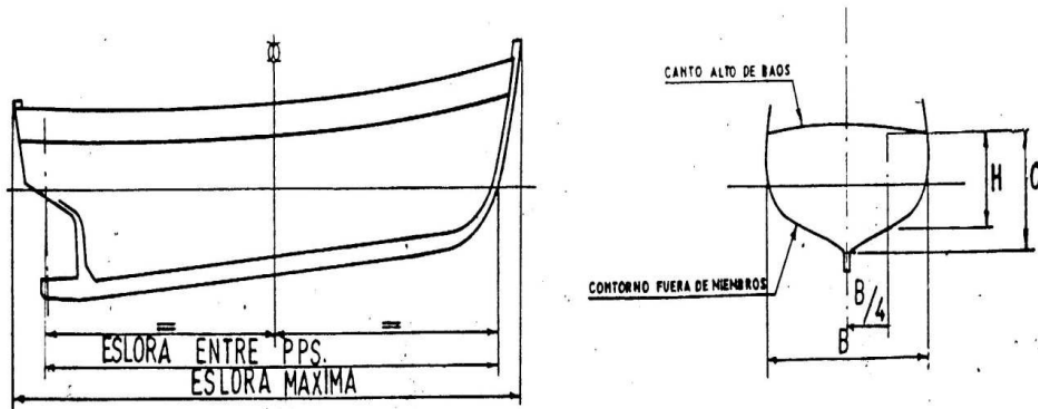 ESLORA ENTRE PPS.
ESLORA MAXIMA
CANTO ALTO DE BAOS
H
C
CONTORNO FUERA DE MIEMBROS
B/4
B